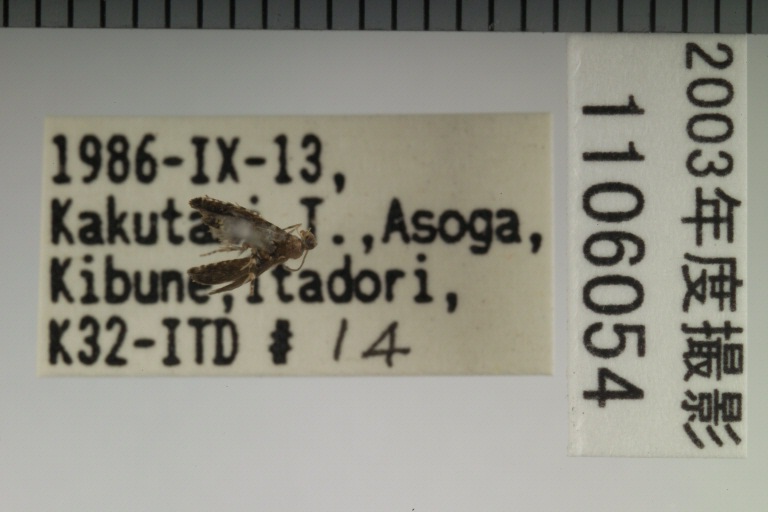 1986-IX-13,
I.,Asoga,
Kibune,Itadori,
K32-ITD # 14
1106054
2003年度撮影